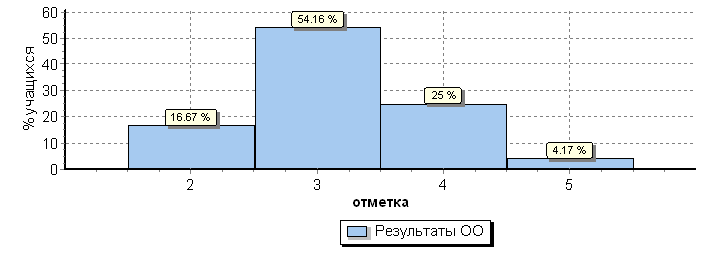 60
50
40
30
20
10
0
% учащихся
16.67 %
54.16 %
25 %
4.17 %
2 3 4 5
отметка
Результаты ОО